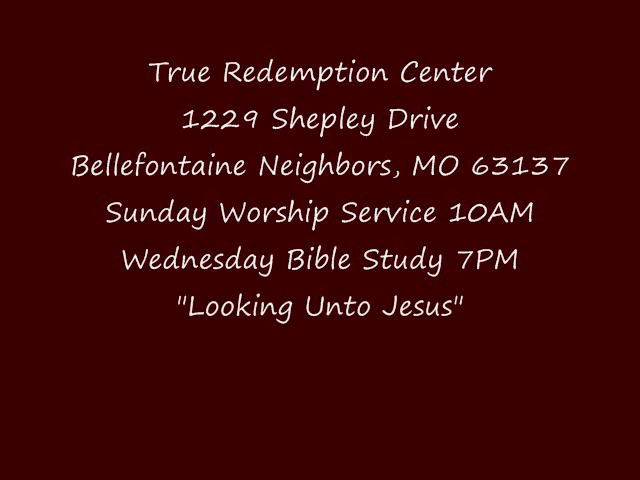 True Redemption Center
1229 Shepley Drive
Bellefontaine Neighbors, MO 63137
Sunday Worship Service 10AM
Wednesday Bible Study 7PM
"Looking Unto Jesus"